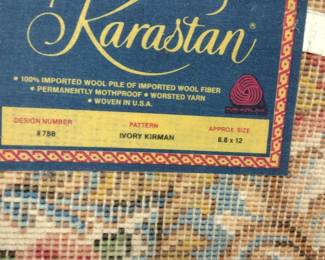 Karastan®
• 100% IMPORTED WOOL PILE OF IMPORTED WOOL FIBER
• PERMANENTLY MOTHPROOF • WORSTED YARN
• WOVEN IN U.S.A.
DESIGN NUMBER PATTERN APPROX. SIZE
#788 IVORY KIRMAN 8.8 x 12